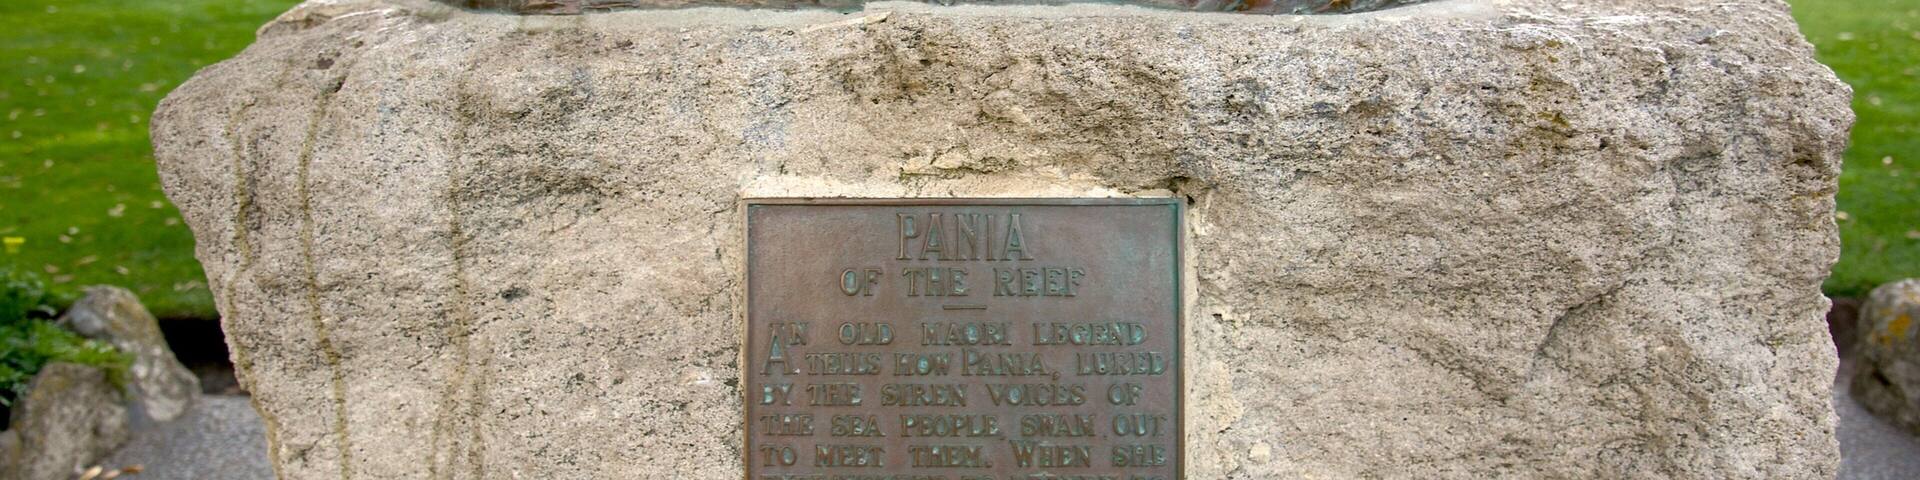 PANIA
OF THE REEF
AN OLD MAORI LEGEND
TELLS HOW PANIA, LURED
BY THE SIREN VOICES OF
THE SEA PEOPLE, SWAM OUT
TO MEET THEM. WHEN SHE